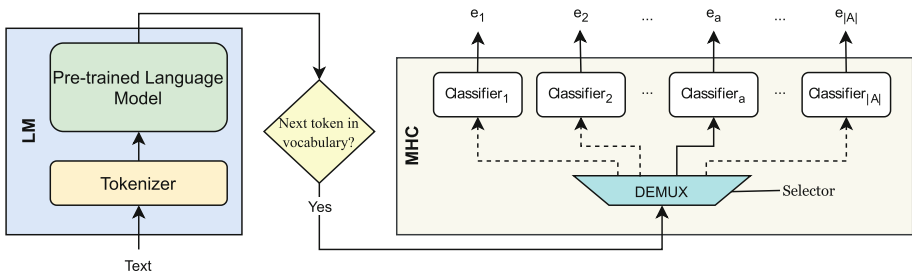 e1 e2 ... ea ... e|A|
LM
Pre-trained Language
Model
Tokenizer
Text
Next token in
vocabulary?
Yes
MHC
Classifier1 Classifier2 ... Classifiera ... Classifier|A|
DEMUX
Selector